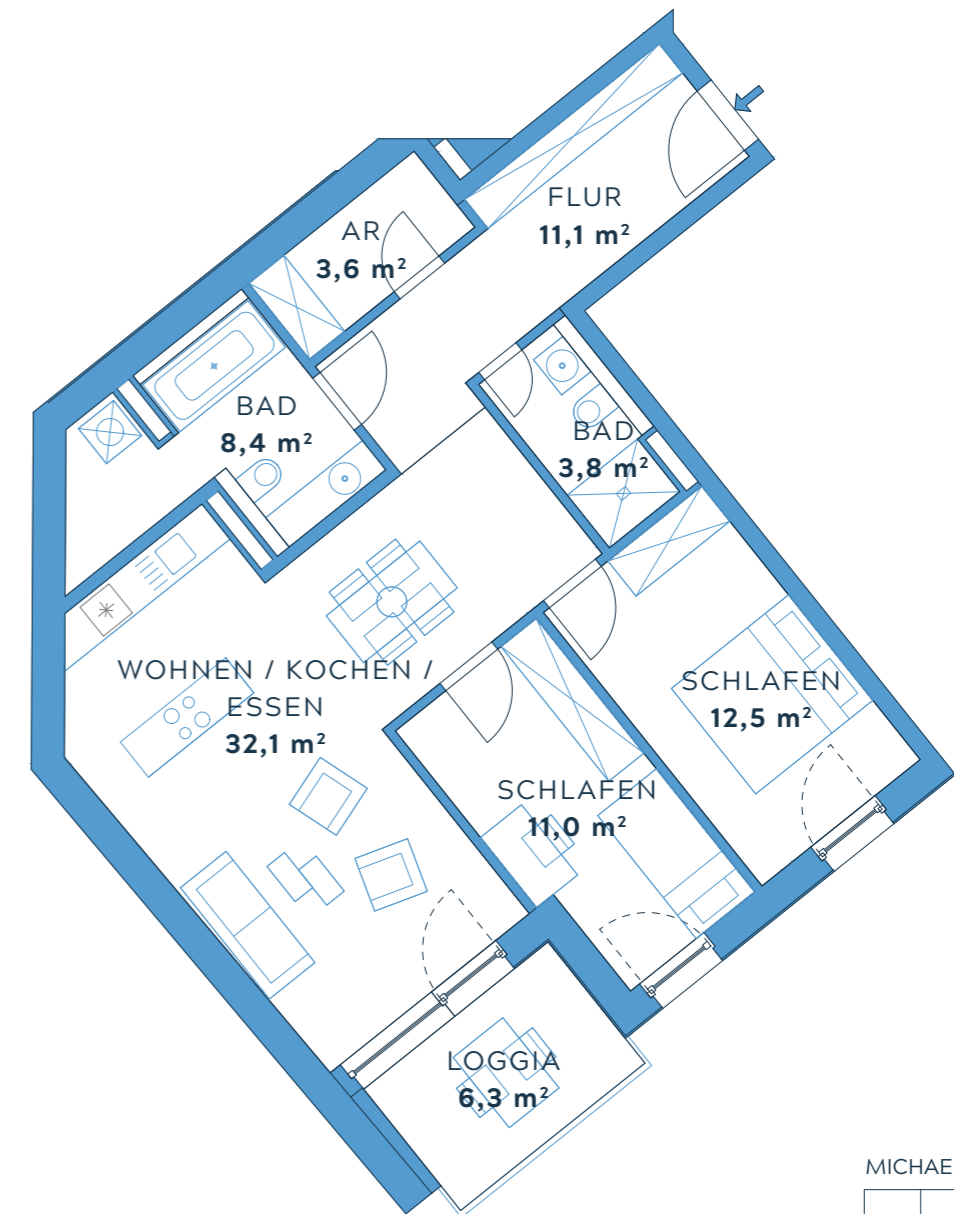 FLUR
11,1 m²
AR
3,6 m²
BAD
8,4 m²
BAD
3,8 m²
WOHNEN / KOCHEN /
ESSEN
32,1 m²
SCHLAFEN
12,5 m²
SCHLAFEN
11,0 m²
LOGGIA
6,3 m²
MICHAE